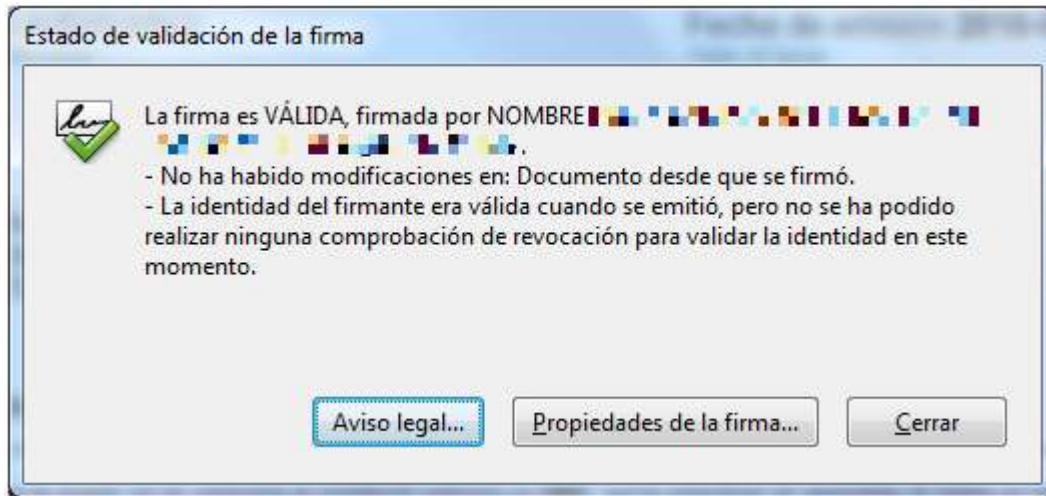 Estado de validación de la firma
La firma es VÁLIDA, firmada por NOMBRE
- No ha habido modificaciones en: Documento desde que se firmó.
- La identidad del firmante era válida cuando se emitió, pero no se ha podido
realizar ninguna comprobación de revocación para validar la identidad en este
momento.
Aviso legal...
Propiedades de la firma...
Cerrar